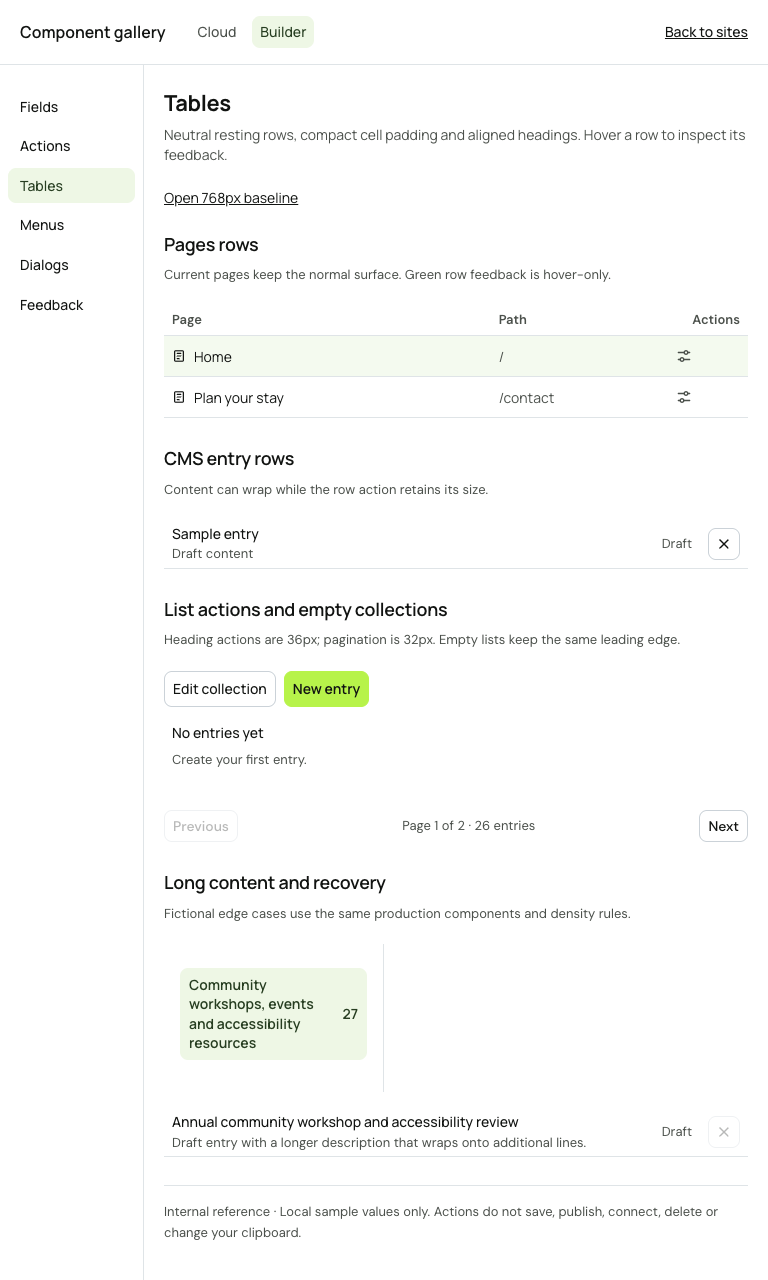 Component gallery
Cloud
Builder
Back to sites
Fields
Actions
Tables
Menus
Dialogs
Feedback
Tables
Neutral resting rows, compact cell padding and aligned headings. Hover a row to inspect its
feedback.
Open 768px baseline
Pages rows
Current pages keep the normal surface. Green row feedback is hover-only.
Page Path Actions
Home /
Plan your stay /contact
CMS entry rows
Content can wrap while the row action retains its size.
Sample entry
Draft content
Draft
List actions and empty collections
Heading actions are 36px; pagination is 32px. Empty lists keep the same leading edge.
Edit collection New entry
No entries yet
Create your first entry.
Previous Page 1 of 2 · 26 entries Next
Long content and recovery
Fictional edge cases use the same production components and density rules.
Community
workshops, events
and accessibility
resources
27
Annual community workshop and accessibility review
Draft entry with a longer description that wraps onto additional lines.
Draft
Internal reference · Local sample values only. Actions do not save, publish, connect, delete or
change your clipboard.